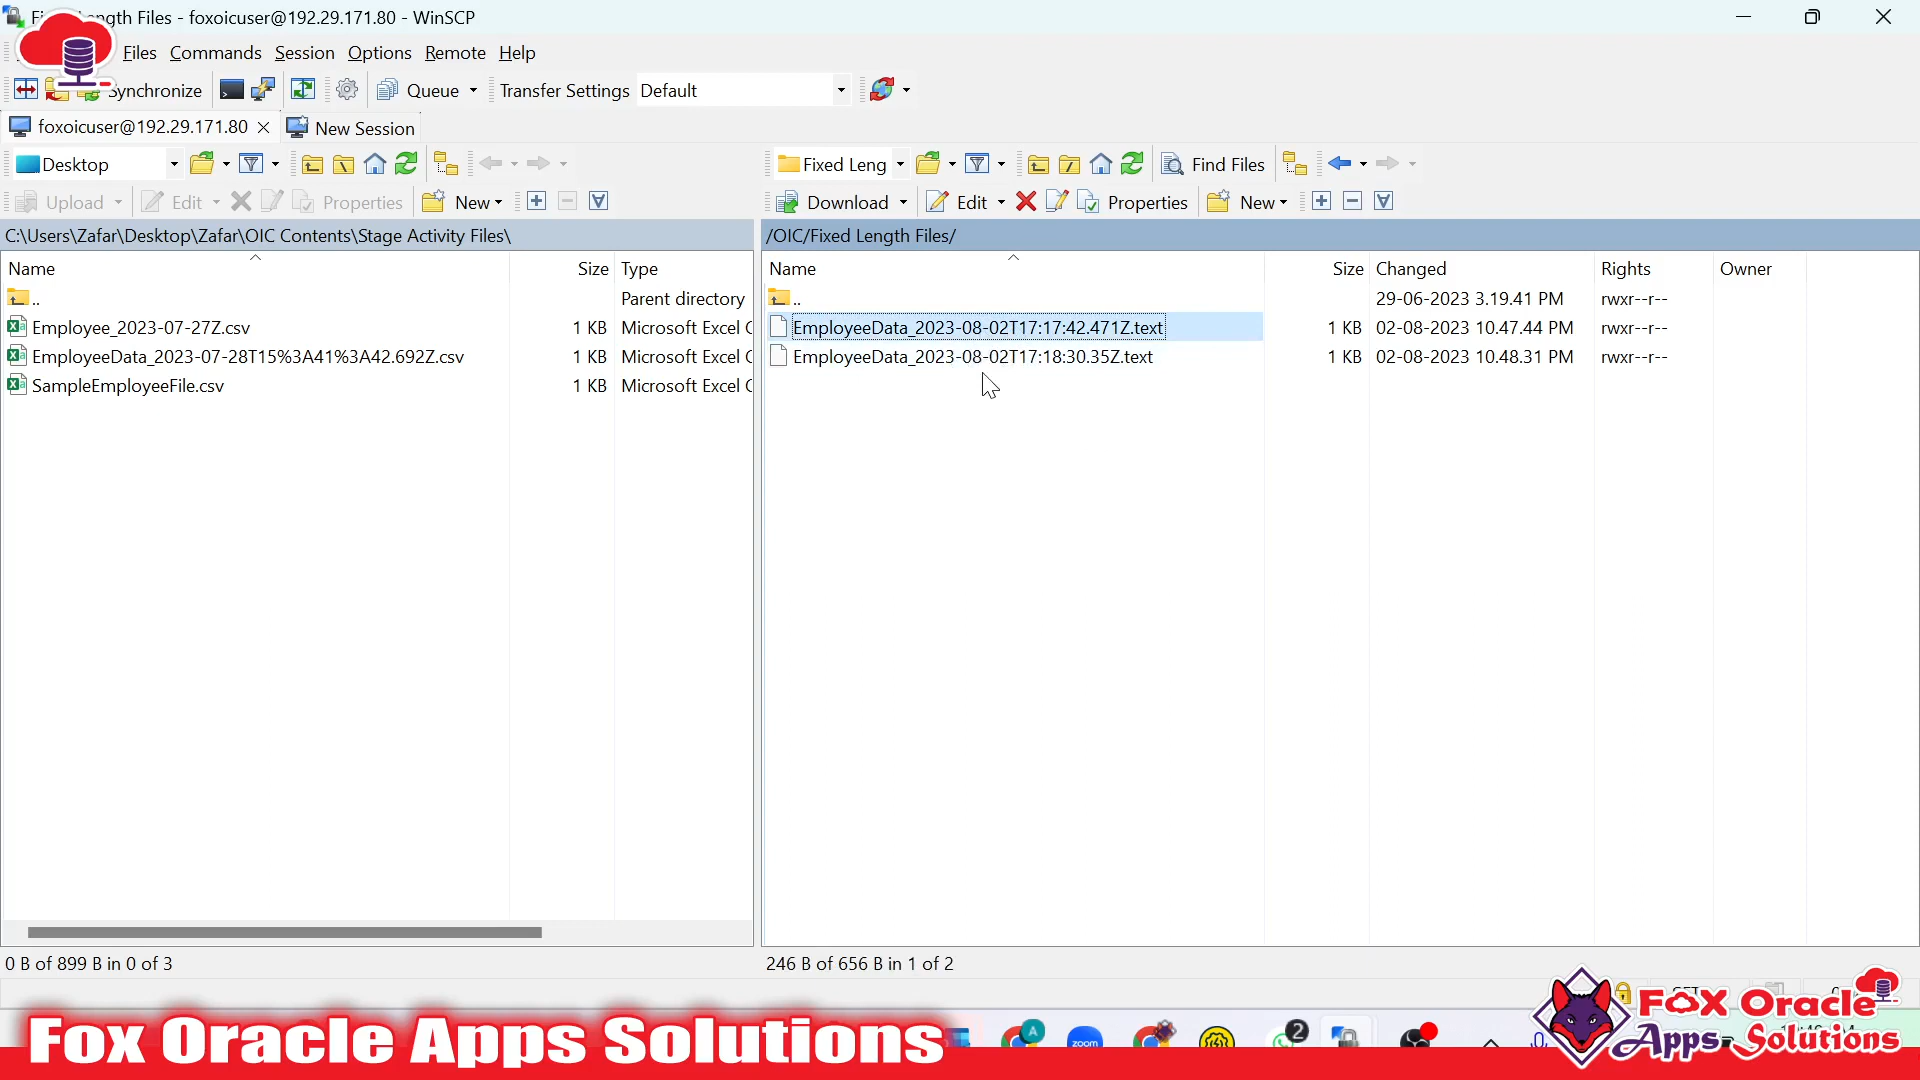 ngth Files - foxoicuser@192.29.171.80 - WinSCP
Files Commands Session Options Remote Help
Synchronize Queue Transfer Settings Default
foxoicuser@192.29.171.80 New Session
Desktop Fixed Leng Find Files
Upload Edit Properties New Download Edit Properties New
C:\Users\Zafar\Desktop\Zafar\OIC Contents\Stage Activity Files\ /OIC/Fixed Length Files/
Name Size Type Name Size Changed Rights Owner
.. Parent directory .. 29-06-2023 3.19.41 PM rwxr--r--
Employee_2023-07-27Z.csv 1 KB Microsoft Excel C EmployeeData_2023-08-02T17:17:42.471Z.text 1 KB 02-08-2023 10.47.44 PM rwxr--r--
EmployeeData_2023-07-28T15%3A41%3A42.692Z.csv 1 KB Microsoft Excel C EmployeeData_2023-08-02T17:18:30.35Z.text 1 KB 02-08-2023 10.48.31 PM rwxr--r--
SampleEmployeeFile.csv 1 KB Microsoft Excel C
0 B of 899 B in 0 of 3 246 B of 656 B in 1 of 2
Fox Oracle Apps Solutions
A zoom 2
Fox Oracle
Apps Solutions